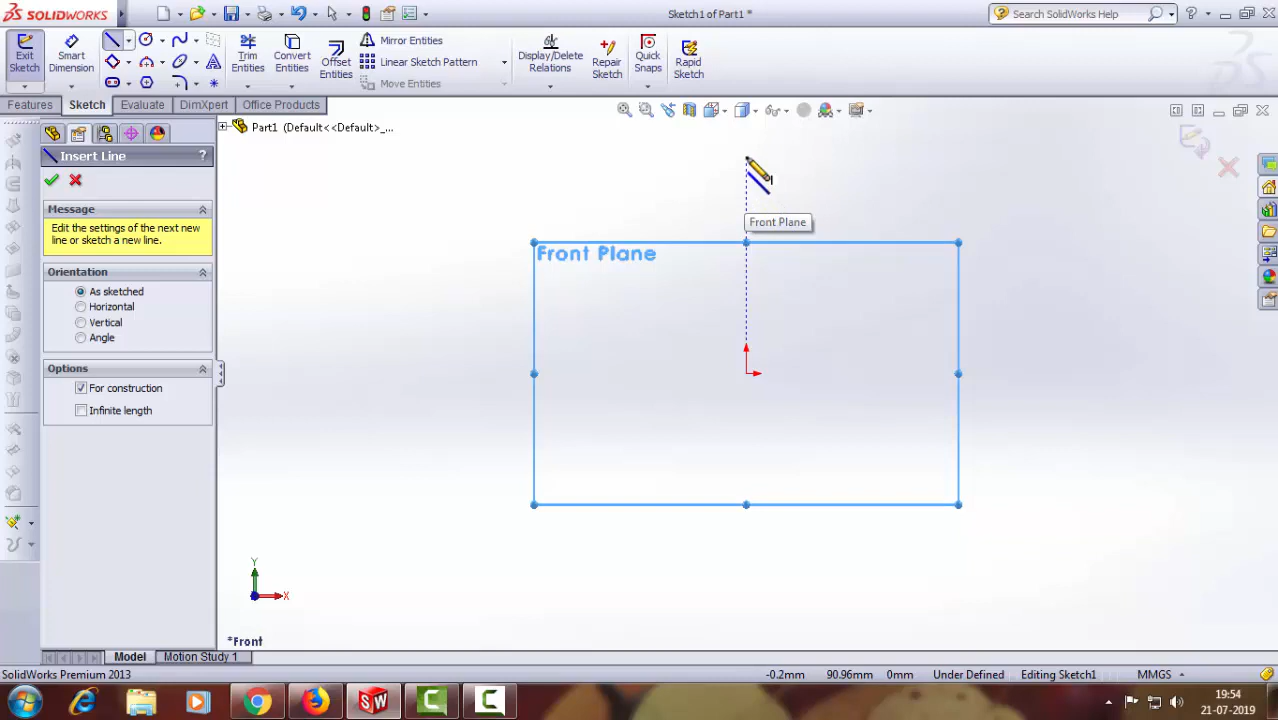 SOLIDWORKS
Sketch1 of Part1 *
Search SolidWorks Help
Exit Sketch
Smart Dimension
Trim Entities
Convert Entities
Offset Entities
Mirror Entities
Linear Sketch Pattern
Move Entities
Display/Delete Relations
Repair Sketch
Quick Snaps
Rapid Sketch
Features
Sketch
Evaluate
DimXpert
Office Products
Part1 (Default<<Default>_...
Insert Line
?
Message
Edit the settings of the next new
line or sketch a new line.
Orientation
As sketched
Horizontal
Vertical
Angle
Options
For construction
Infinite length
Front Plane
Front Plane
Y
X
*Front
Model
Motion Study 1
SolidWorks Premium 2013
-0.2mm
90.96mm
0mm
Under Defined
Editing Sketch1
MMGS
19:54
21-07-2019